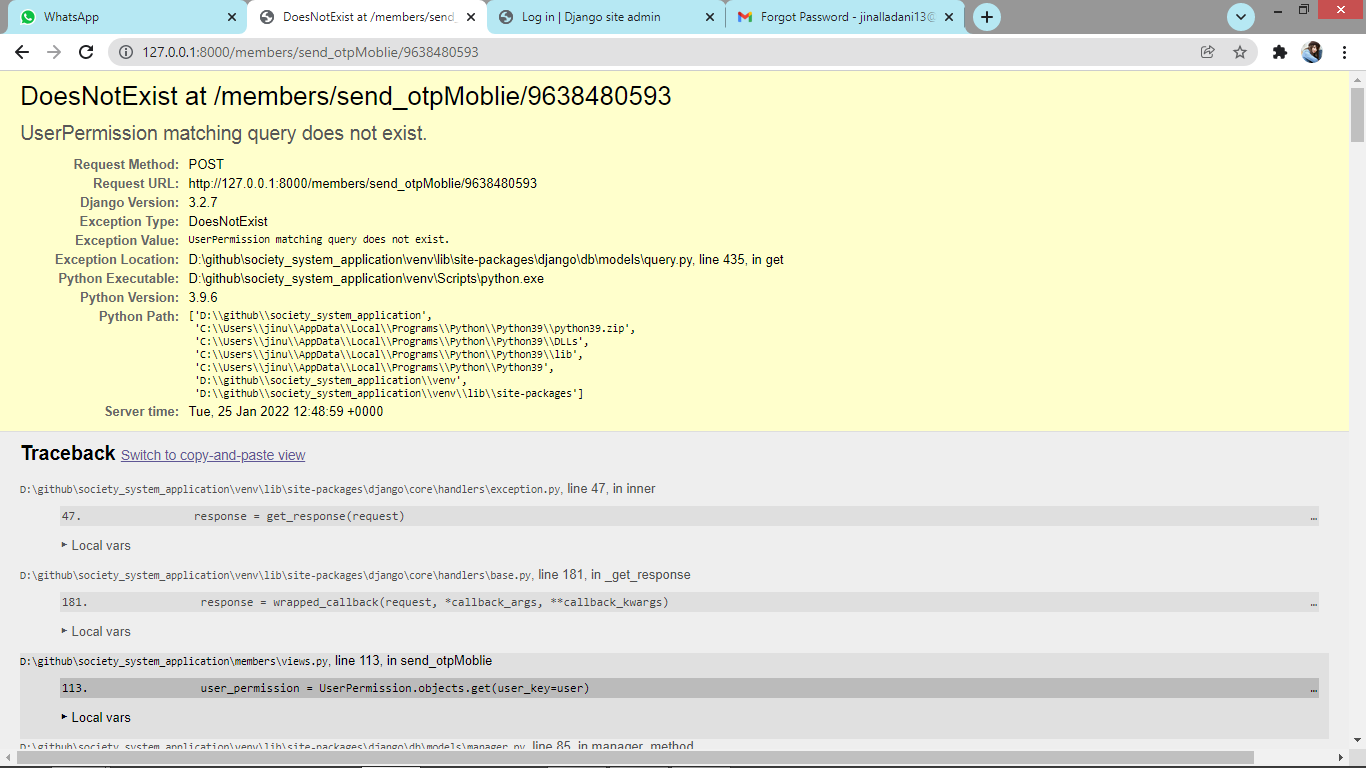 WhatsApp
DoesNotExist at /members/send_
Log in | Django site admin
Forgot Password - jinalladani13@
127.0.0.1:8000/members/send_otpMoblie/9638480593
DoesNotExist at /members/send_otpMoblie/9638480593
UserPermission matching query does not exist.
Request Method: POST
Request URL: http://127.0.0.1:8000/members/send_otpMoblie/9638480593
Django Version: 3.2.7
Exception Type: DoesNotExist
Exception Value: UserPermission matching query does not exist.
Exception Location: D:\github\society_system_application\venv\lib\site-packages\django\db\models\query.py, line 435, in get
Python Executable: D:\github\society_system_application\venv\Scripts\python.exe
Python Version: 3.9.6
Python Path: ['D:\\github\\society_system_application',
'C:\\Users\\jinu\\AppData\\Local\\Programs\\Python\\Python39\\python39.zip',
'C:\\Users\\jinu\\AppData\\Local\\Programs\\Python\\Python39\\DLLs',
'C:\\Users\\jinu\\AppData\\Local\\Programs\\Python\\Python39\\lib',
'C:\\Users\\jinu\\AppData\\Local\\Programs\\Python\\Python39',
'D:\\github\\society_system_application\\venv',
'D:\\github\\society_system_application\\venv\\lib\\site-packages']
Server time: Tue, 25 Jan 2022 12:48:59 +0000
Traceback Switch to copy-and-paste view
D:\github\society_system_application\venv\lib\site-packages\django\core\handlers\exception.py, line 47, in inner
47. response = get_response(request) …
Local vars
D:\github\society_system_application\venv\lib\site-packages\django\core\handlers\base.py, line 181, in _get_response
181. response = wrapped_callback(request, *callback_args, **callback_kwargs) …
Local vars
D:\github\society_system_application\members\views.py, line 113, in send_otpMoblie
113. user_permission = UserPermission.objects.get(user_key=user) …
Local vars
D:\github\society_system_application\venv\lib\site-packages\django\db\models\manager.py, line 85, in manager_method